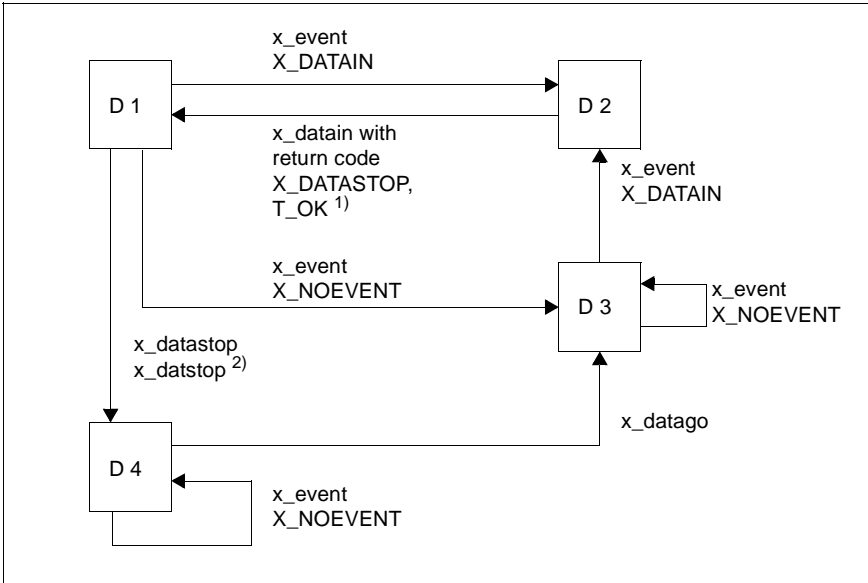 x_event
X_DATAIN
D 1
D 2
x_datain with
return code
X_DATASTOP,
T_OK 1)
x_event
X_DATAIN
x_event
X_NOEVENT
D 3
x_event
X_NOEVENT
x_datastop
x_datstop 2)
x_datago
D 4
x_event
X_NOEVENT